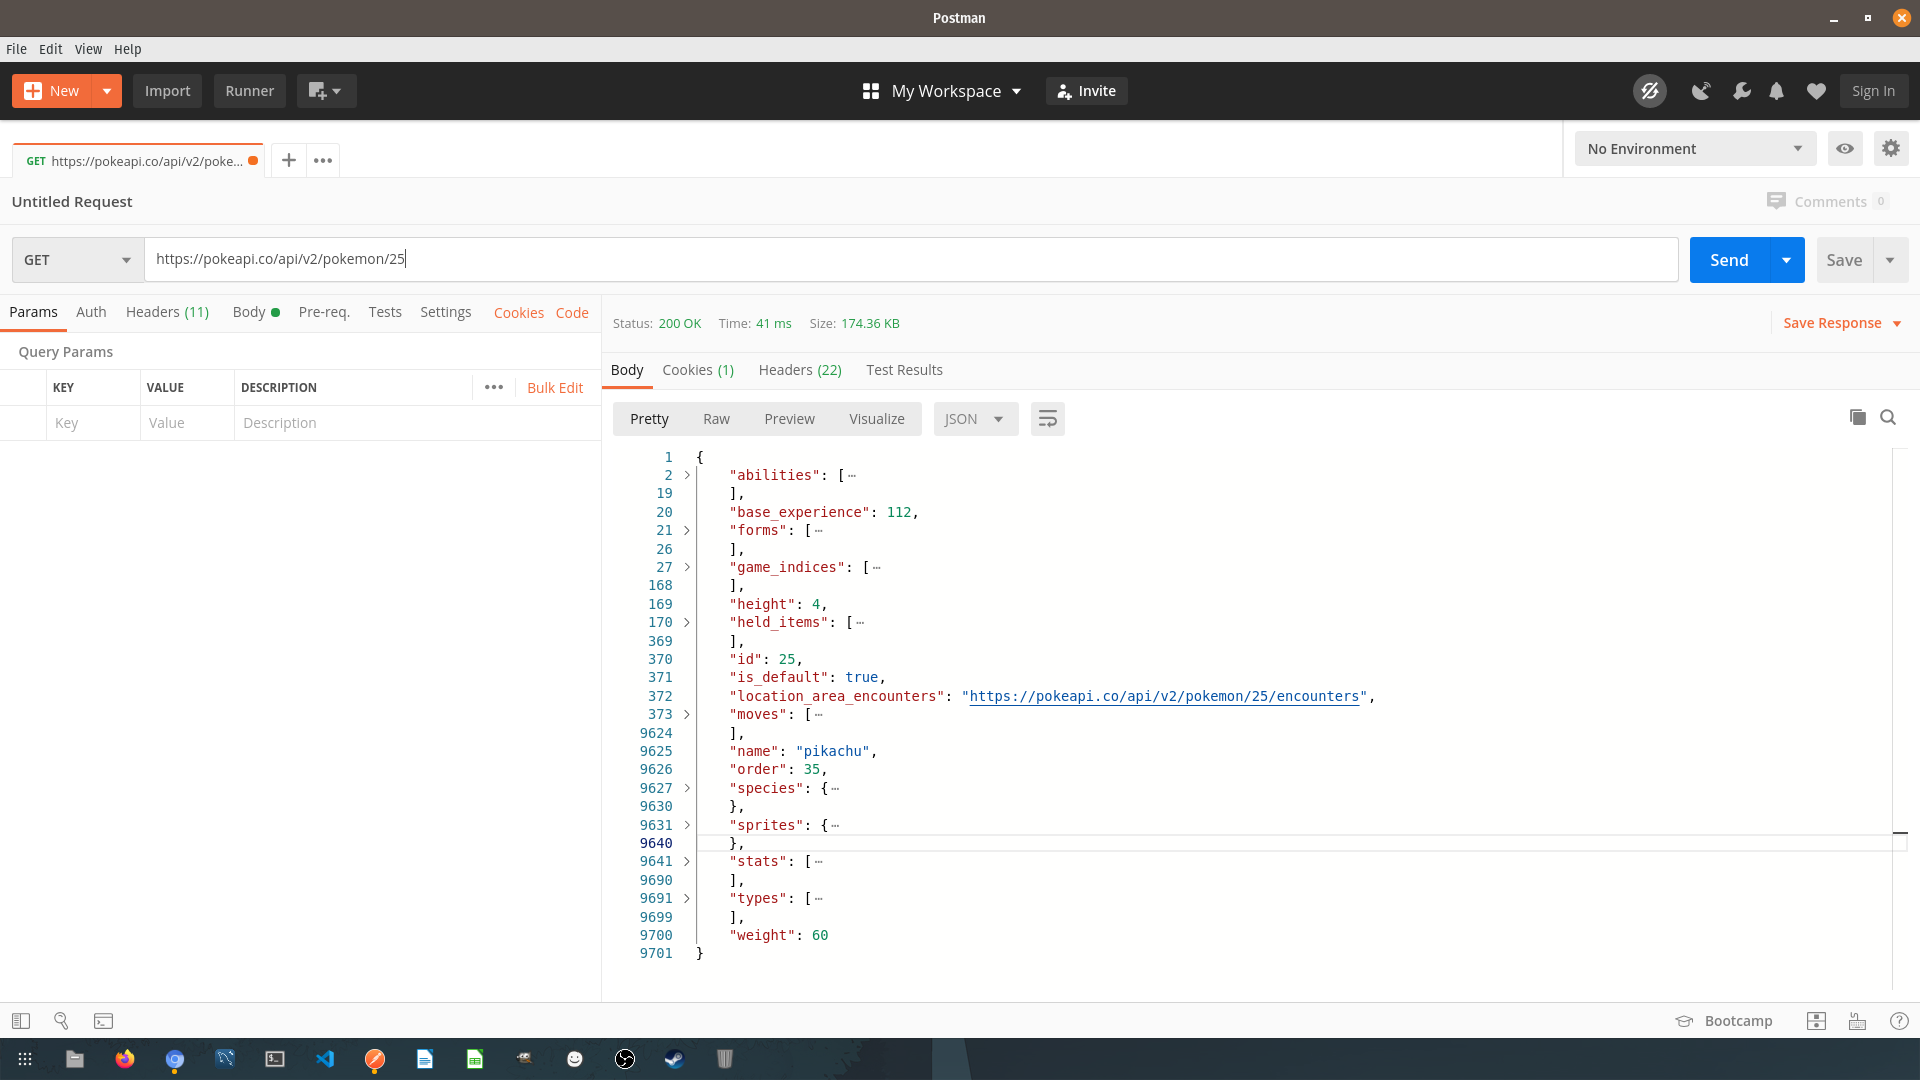 Postman
File Edit View Help
New Import Runner My Workspace Invite Sign In
GET https://pokeapi.co/api/v2/poke... No Environment
Untitled Request Comments 0
GET https://pokeapi.co/api/v2/pokemon/25 Send Save
Params Auth Headers (11) Body Pre-req. Tests Settings Cookies Code
Query Params
KEY VALUE DESCRIPTION ••• Bulk Edit
Key Value Description
Status: 200 OK Time: 41 ms Size: 174.36 KB Save Response
Body Cookies (1) Headers (22) Test Results
Pretty Raw Preview Visualize JSON
1 {
2 "abilities": [⋯
19 ],
20 "base_experience": 112,
21 "forms": [⋯
26 ],
27 "game_indices": [⋯
168 ],
169 "height": 4,
170 "held_items": [⋯
369 ],
370 "id": 25,
371 "is_default": true,
372 "location_area_encounters": "https://pokeapi.co/api/v2/pokemon/25/encounters",
373 "moves": [⋯
9624 ],
9625 "name": "pikachu",
9626 "order": 35,
9627 "species": {⋯
9630 },
9631 "sprites": {⋯
9640 },
9641 "stats": [⋯
9690 ],
9691 "types": [⋯
9699 ],
9700 "weight": 60
9701 }
Bootcamp